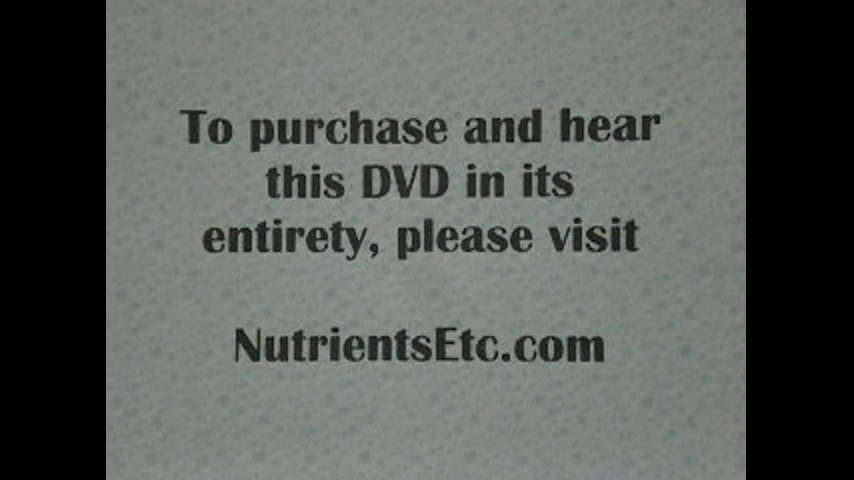 To purchase and hear
this DVD in its
entirety, please visit
NutrientsEtc.com